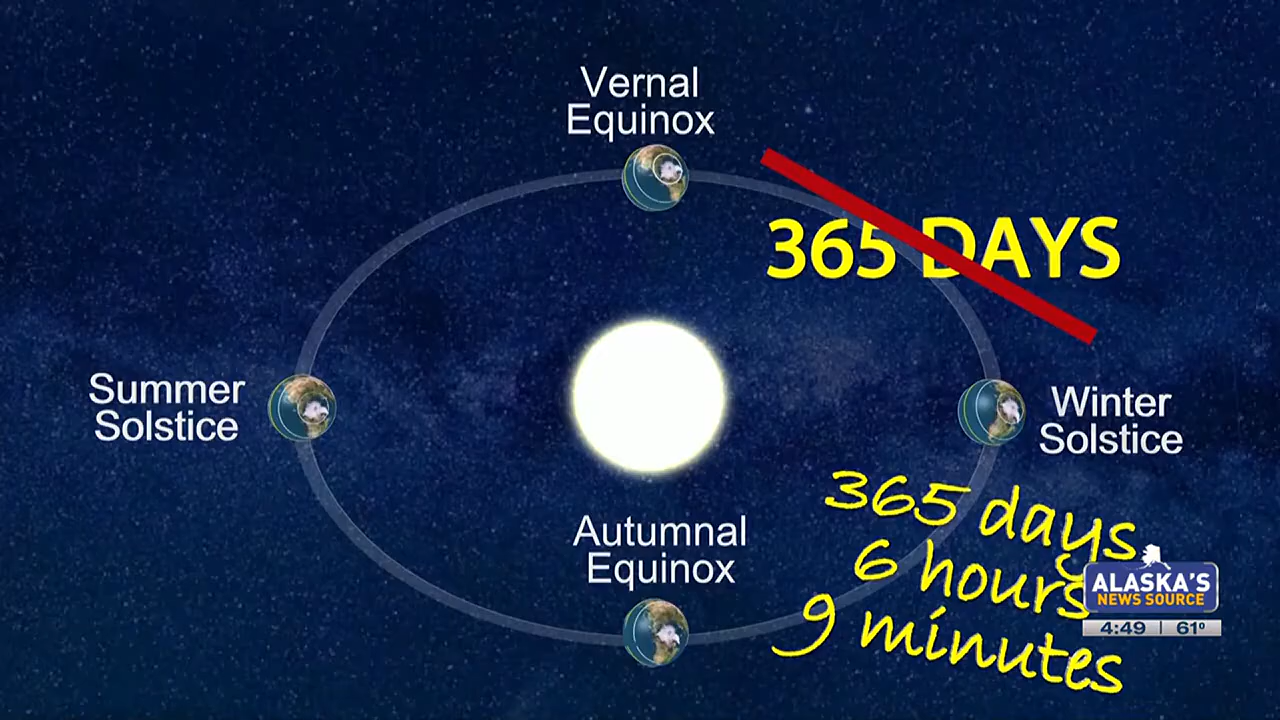 Vernal
Equinox
365 DAYS
Summer
Solstice
Winter
Solstice
365 days
6 hours
9 minutes
Autumnal
Equinox
ALASKA'S
NEWS SOURCE
4:49 | 61°